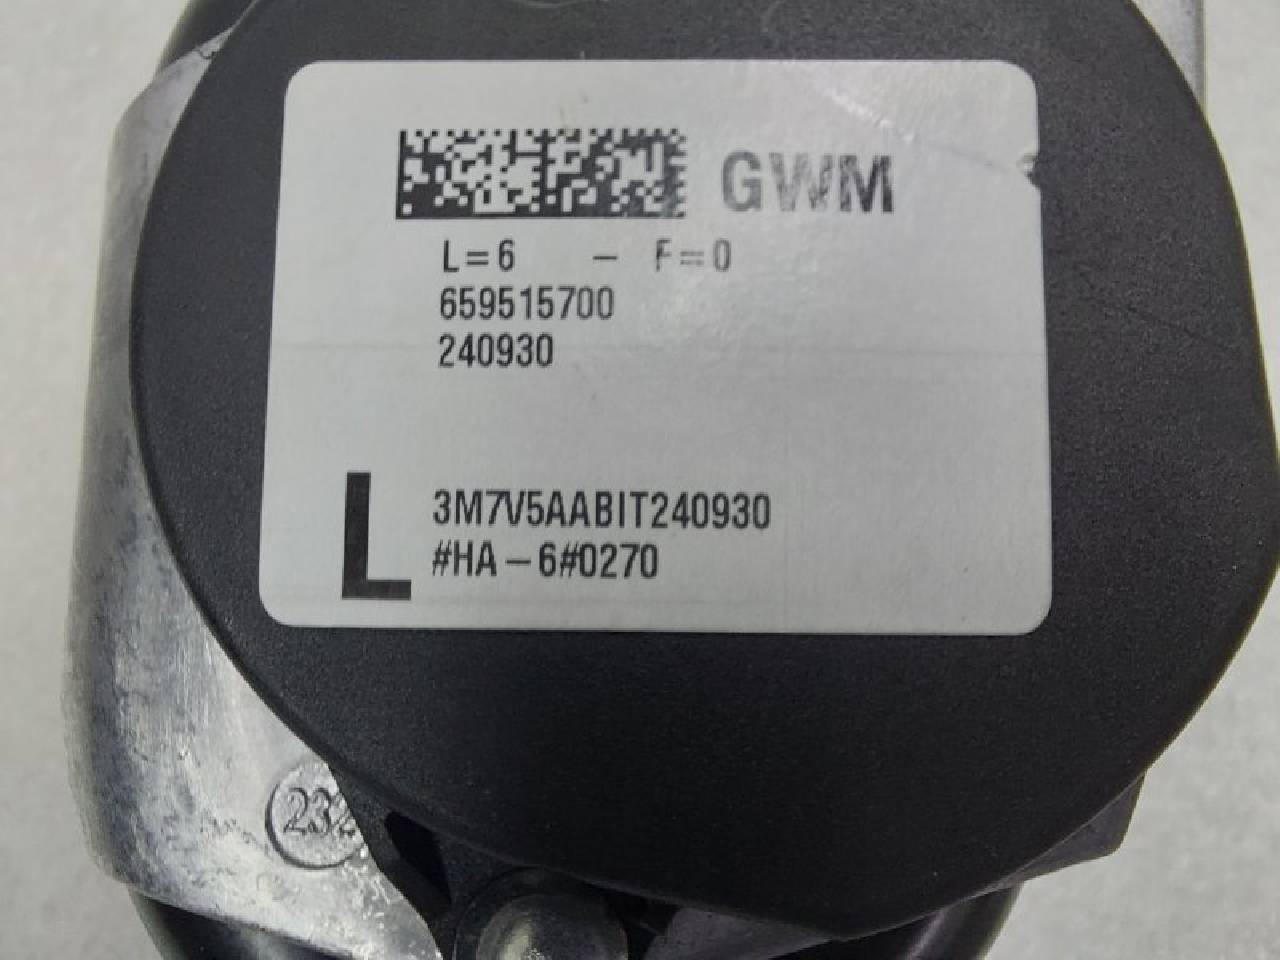 GWM
L=6 - F=0
659515700
240930
L
3M7V5AABIT240930
#HA-6#0270